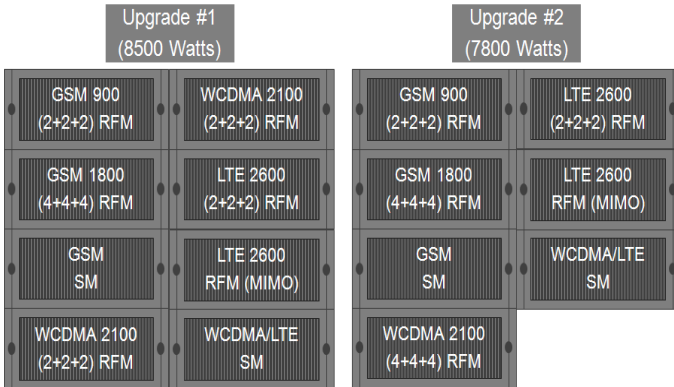 Upgrade #1
(8500 Watts)
GSM 900
(2+2+2) RFM
WCDMA 2100
(2+2+2) RFM
GSM 1800
(4+4+4) RFM
LTE 2600
(2+2+2) RFM
GSM
SM
LTE 2600
RFM (MIMO)
WCDMA 2100
(2+2+2) RFM
WCDMA/LTE
SM
Upgrade #2
(7800 Watts)
GSM 900
(2+2+2) RFM
LTE 2600
(2+2+2) RFM
GSM 1800
(4+4+4) RFM
LTE 2600
RFM (MIMO)
GSM
SM
WCDMA/LTE
SM
WCDMA 2100
(4+4+4) RFM